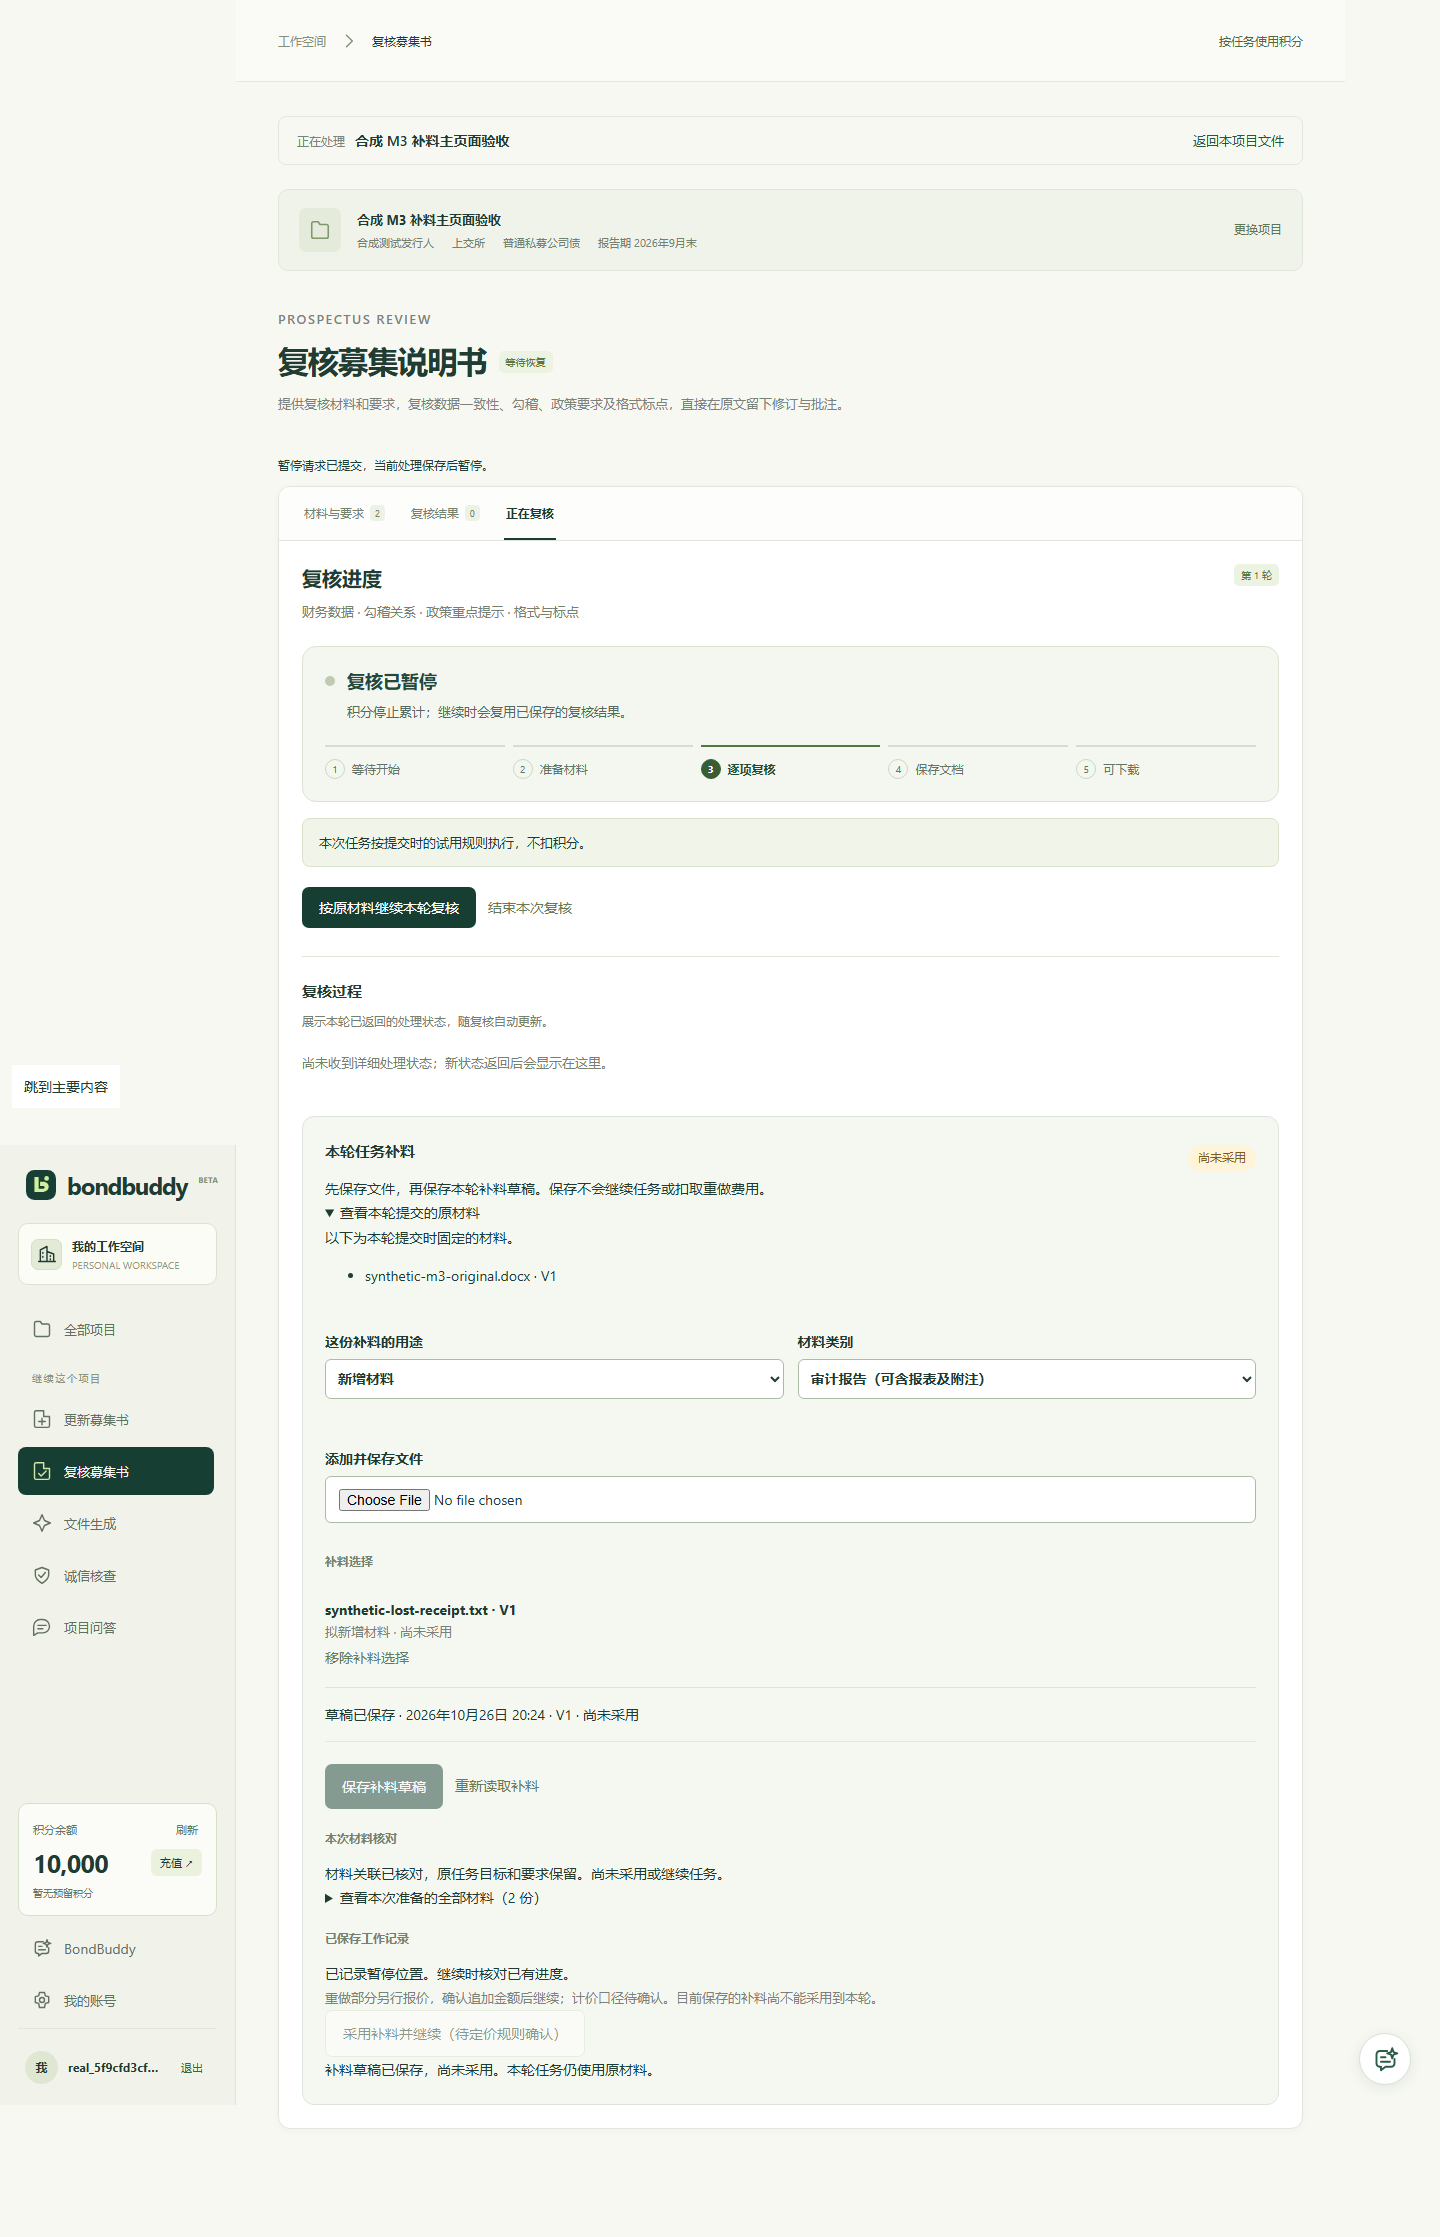 工作空间
复核募集书
按任务使用积分
正在处理 合成 M3 补料主页面验收
返回本项目文件
合成 M3 补料主页面验收
合成测试发行人 上交所 普通私募公司债 报告期 2026年9月末
更换项目
PROSPECTUS REVIEW
复核募集说明书 等待恢复
提供复核材料和要求，复核数据一致性、勾稽、政策要求及格式标点，直接在原文留下修订与批注。
暂停请求已提交，当前处理保存后暂停。
材料与要求 2 复核结果 0 正在复核
复核进度
第 1 轮
财务数据 · 勾稽关系 · 政策重点提示 · 格式与标点
复核已暂停
积分停止累计；继续时会复用已保存的复核结果。
1 等待开始 2 准备材料 3 逐项复核 4 保存文档 5 可下载
本次任务按提交时的试用规则执行，不扣积分。
按原材料继续本轮复核 结束本次复核
复核过程
展示本轮已返回的处理状态，随复核自动更新。
尚未收到详细处理状态；新状态返回后会显示在这里。
本轮任务补料
尚未采用
先保存文件，再保存本轮补料草稿。保存不会继续任务或扣取重做费用。
▼ 查看本轮提交的原材料
以下为本轮提交时固定的材料。
• synthetic-m3-original.docx · V1
这份补料的用途 材料类别
新增材料 审计报告（可含报表及附注）
添加并保存文件
Choose File No file chosen
补料选择
synthetic-lost-receipt.txt · V1
拟新增材料 · 尚未采用
移除补料选择
草稿已保存 · 2026年10月26日 20:24 · V1 · 尚未采用
保存补料草稿 重新读取补料
本次材料核对
材料关联已核对，原任务目标和要求保留。尚未采用或继续任务。
▶ 查看本次准备的全部材料（2 份）
已保存工作记录
已记录暂停位置。继续时核对已有进度。
重做部分另行报价，确认追加金额后继续；计价口径待确认。目前保存的补料尚不能采用到本轮。
采用补料并继续（待定价规则确认）
补料草稿已保存，尚未采用。本轮任务仍使用原材料。
跳到主要内容
bondbuddy BETA
我的工作空间
PERSONAL WORKSPACE
全部项目
继续这个项目
更新募集书
复核募集书
文件生成
诚信核查
项目问答
积分余额 刷新
10,000 充值 ↗
暂无预留积分
BondBuddy
我的账号
我 real_5f9cfd3cf... 退出